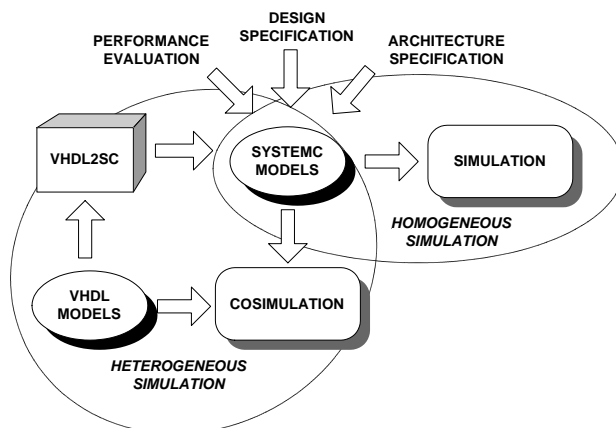 DESIGN
SPECIFICATION
PERFORMANCE
EVALUATION
ARCHITECTURE
SPECIFICATION
VHDL2SC
SYSTEMC
MODELS
SIMULATION
HOMOGENEOUS
SIMULATION
VHDL
MODELS
COSIMULATION
HETEROGENEOUS
SIMULATION